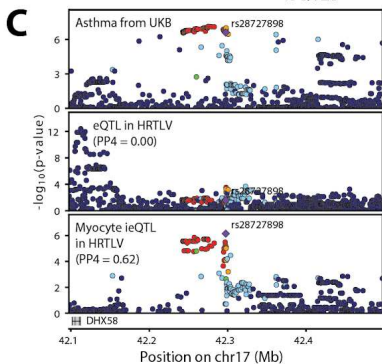 C
Asthma from UKB
rs28727898
6
3
0
eQTL in HRTLV
(PP4 = 0.00)
12
8
4
0
rs28727898
-log10(p-value)
Myocyte ieQTL
in HRTLV
(PP4 = 0.62)
rs28727898
6
4
2
0
DHX58
42.1
42.2
42.3
42.4
Position on chr17 (Mb)